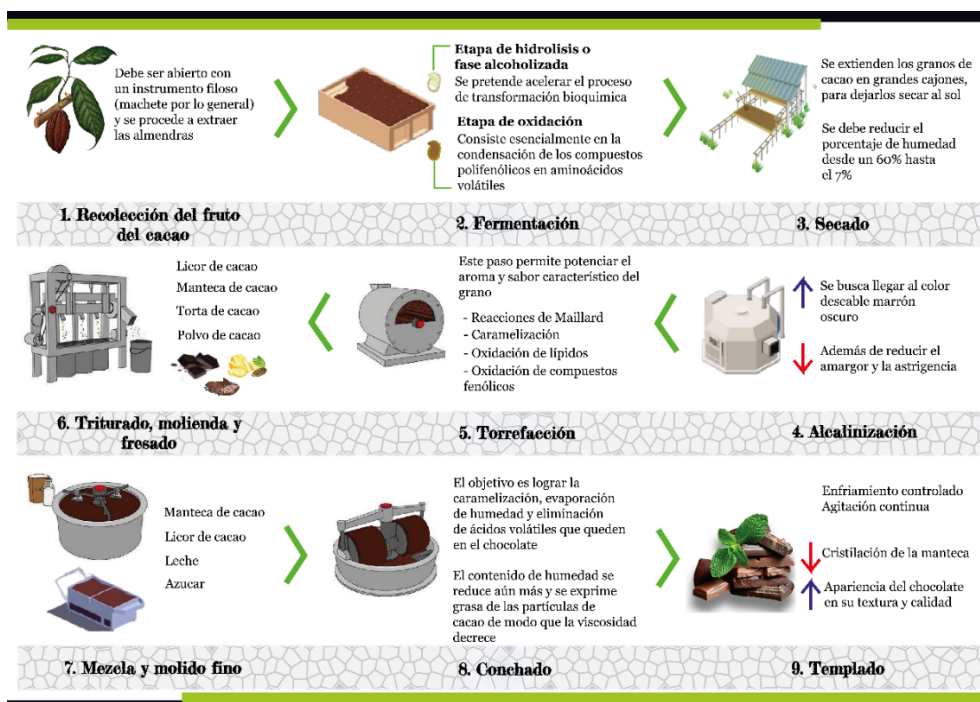 Debe ser abierto con
un instrumento filoso
(machete por lo general)
y se procede a extraer
las almendras
1. Recolección del fruto
del cacao
Etapa de hidrolisis o
fase alcoholizada
Se pretende acelerar el proceso
de transformación bioquimica
Etapa de oxidación
Consiste esencialmente en la
condensación de los compuestos
polifenólicos en aminoácidos
volátiles
2. Fermentación
Se extienden los granos de
cacao en grandes cajones,
para dejarlos secar al sol
Se debe reducir el
porcentaje de humedad
desde un 60% hasta
el 7%
3. Secado
Se busca llegar al color
deseable marrón
oscuro
Además de reducir el
amargor y la astrigencia
4. Alcalinización
Este paso permite potenciar el
aroma y sabor característico del
grano
- Reacciones de Maillard
- Caramelización
- Oxidación de lípidos
- Oxidación de compuestos
fenólicos
5. Torrefacción
Licor de cacao
Manteca de cacao
Torta de cacao
Polvo de cacao
6. Triturado, molienda y
fresado
Manteca de cacao
Licor de cacao
Leche
Azucar
7. Mezcla y molido fino
El objetivo es lograr la
caramelización, evaporación
de humedad y eliminación
de ácidos volátiles que queden
en el chocolate
El contenido de humedad se
reduce aún más y se exprime
grasa de las partículas de
cacao de modo que la viscosidad
decrece
8. Conchado
Enfriamiento controlado
Agitación continua
Cristilación de la manteca
Apariencia del chocolate
en su textura y calidad
9. Templado